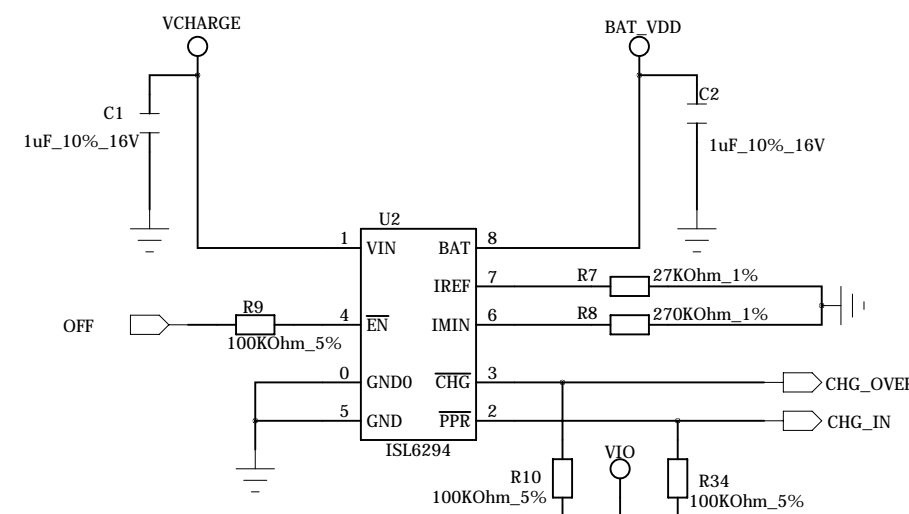 VCHARGE
BAT_VDD
C1
1uF_10%_16V
C2
1uF_10%_16V
U2
1 VIN BAT 8
IREF 7 R7 27KOhm_1%
OFF R9 100KOhm_5% 4 EN IMIN 6 R8 270KOhm_1%
0 GND0 CHG 3 CHG_OVER
5 GND PPR 2 CHG_IN
ISL6294
R10
100KOhm_5%
VIO
R34
100KOhm_5%